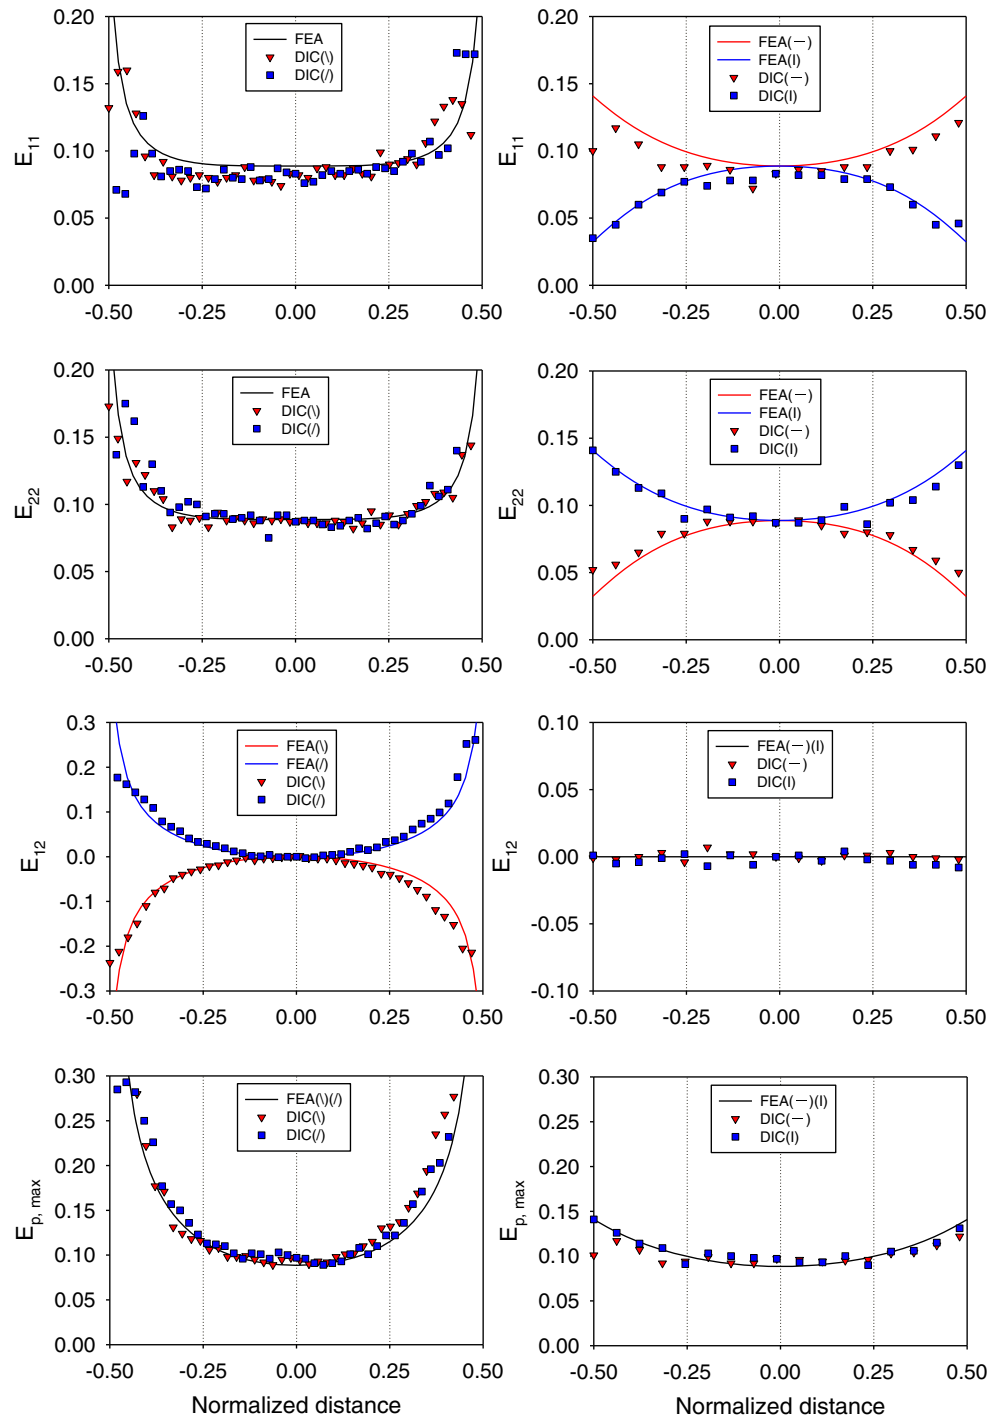 0.20
0.15
0.10
0.05
0.00
E11
-0.50 -0.25 0.00 0.25 0.50
FEA
DIC(\)
DIC(/)
0.20
0.15
0.10
0.05
0.00
E11
-0.50 -0.25 0.00 0.25 0.50
FEA(—)
FEA(I)
DIC(—)
DIC(I)
0.20
0.15
0.10
0.05
0.00
E22
-0.50 -0.25 0.00 0.25 0.50
FEA
DIC(\)
DIC(/)
0.20
0.15
0.10
0.05
0.00
E22
-0.50 -0.25 0.00 0.25 0.50
FEA(—)
FEA(I)
DIC(—)
DIC(I)
0.3
0.2
0.1
0.0
-0.1
-0.2
-0.3
E12
-0.50 -0.25 0.00 0.25 0.50
FEA(\)
FEA(/)
DIC(\)
DIC(/)
0.10
0.05
0.00
-0.05
-0.10
E12
-0.50 -0.25 0.00 0.25 0.50
FEA(—)(I)
DIC(—)
DIC(I)
0.30
0.25
0.20
0.15
0.10
0.05
0.00
Ep, max
-0.50 -0.25 0.00 0.25 0.50
Normalized distance
FEA(\)(/)
DIC(\)
DIC(/)
0.30
0.25
0.20
0.15
0.10
0.05
0.00
Ep, max
-0.50 -0.25 0.00 0.25 0.50
Normalized distance
FEA(—)(I)
DIC(—)
DIC(I)